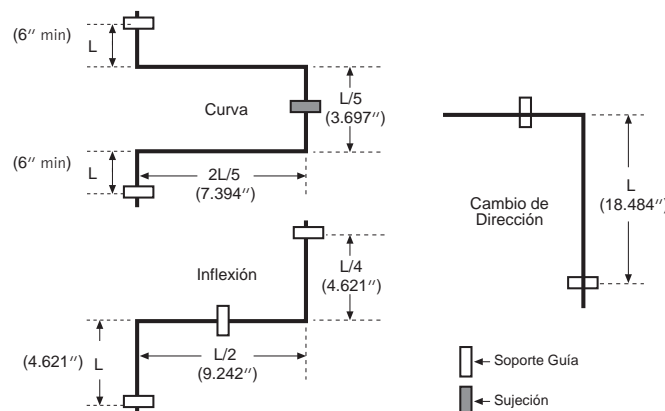 (6″ min)
L
Curva
L/5
(3.697″)
(6″ min)
L
2L/5
(7.394″)
Inflexión
L/4
(4.621″)
(4.621″)
L
L/2
(9.242″)
L
(18.484″)
Cambio de
Dirección
Soporte Guía
Sujeción